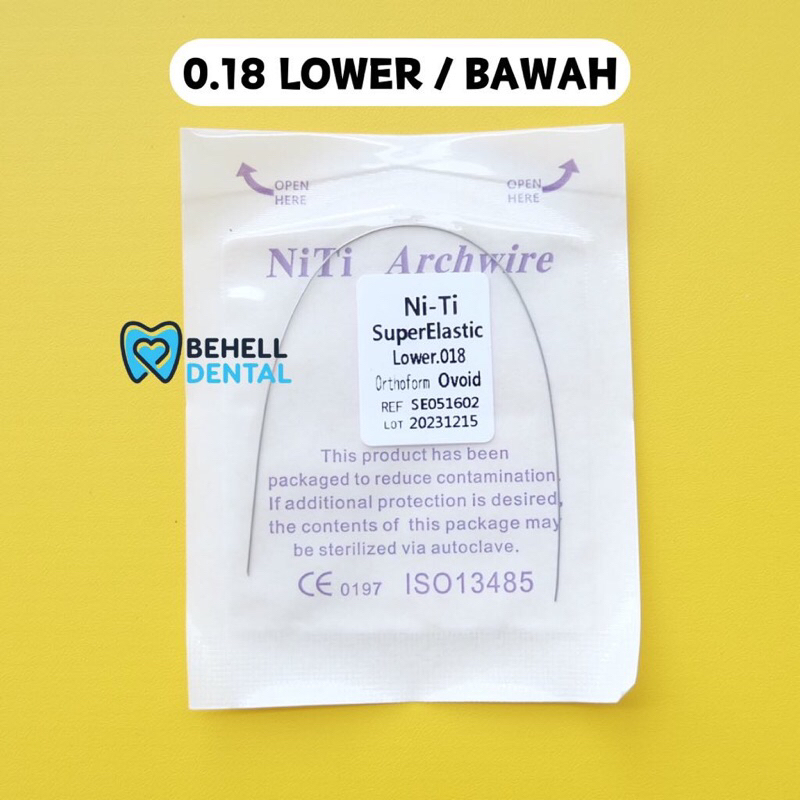 0.18 LOWER / BAWAH
OPEN HERE
OPEN HERE
NiTi Archwire
Ni-Ti
SuperElastic
Lower.018
Orthoform Ovoid
REF SE051602
LOT 20231215
BEHELL
DENTAL
This product has been
packaged to reduce contamination.
If additional protection is desired,
the contents of this package may
be sterilized via autoclave.
CE 0197 ISO13485